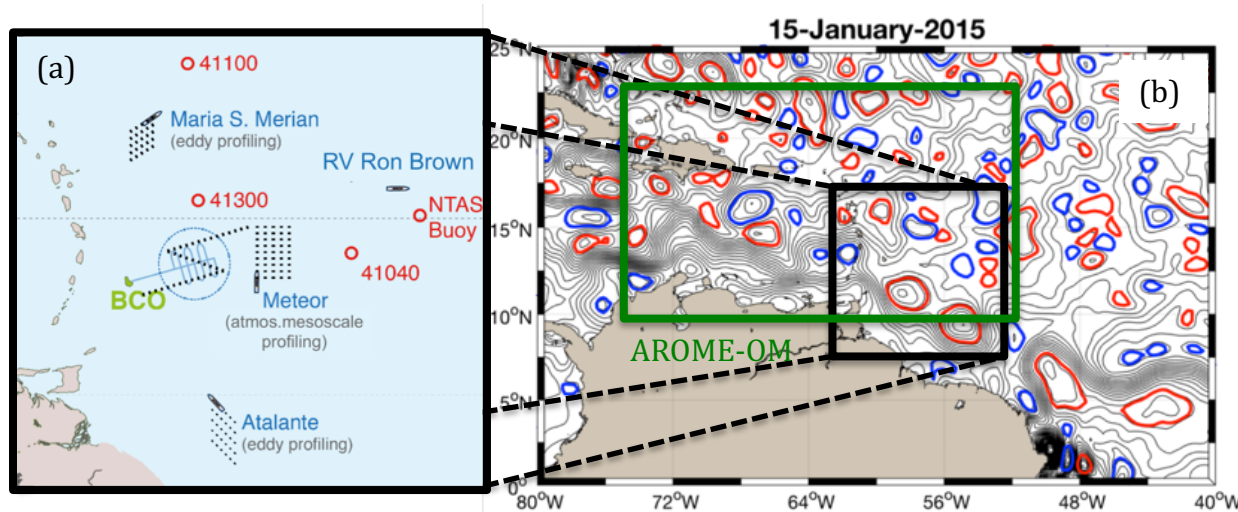 15-January-2015
(a)
41100
Maria S. Merian
(eddy profiling)
RV Ron Brown
41300
NTAS
Buoy
41040
BCO
Meteor
(atmos.mesoscale
profiling)
Atalante
(eddy profiling)
(b)
25°N
20°N
15°N
10°N
5°N
0°
AROME-OM
80°W
72°W
64°W
56°W
48°W
40°W